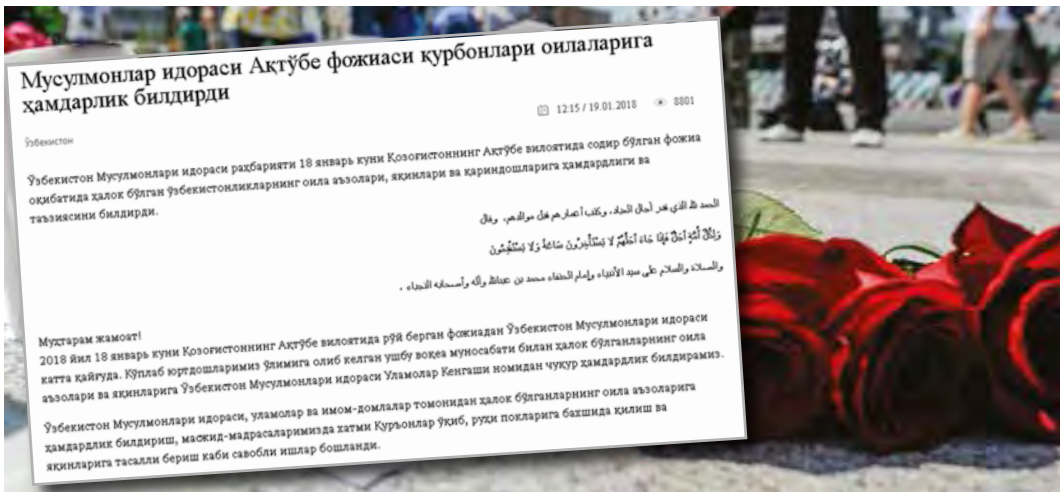 Мусулмонлар идораси Ақтўбе фожиаси қурбонлари оилаларига
ҳамдарлик билдирди
12:15 / 19.01.2018 8801
Ўзбекистон
Ўзбекистон Мусулмонлари идораси раҳбарияти 18 январь куни Қозоғистоннинг Ақтўбе вилоятида содир бўлган фожиа
оқибатида ҳалок бўлган ўзбекистонликларнинг оила аъзолари, яқинлари ва қариндошларига ҳамдардлиги ва
таъзиясини билдирди.
الحمد لله الذي قدر آجال العباد، وكتب أعمارهم قبل موالدهم، وقال
وَلِكُلِّ أُمَّةٍ أَجَلٌ فَإِذَا جَاءَ أَجَلُهُمْ لَا يَسْتَأْخِرُونَ سَاعَةً وَلَا يَسْتَقْدِمُونَ
والصلاة والسلام على سيد الأنبياء وإمام الحنفاء محمد بن عبدالله وآله وأصحابه النجباء .
Муҳтарам жамоат!
2018 йил 18 январь куни Қозоғистоннинг Ақтўбе вилоятида рўй берган фожиадан Ўзбекистон Мусулмонлари идораси
катта қайғуда. Кўплаб юртдошларимиз ўлимига олиб келган ушбу воқеа муносабати билан ҳалок бўлганларнинг оила
аъзолари ва яқинларига Ўзбекистон Мусулмонлари идораси Уламолар Кенгаши номидан чуқур ҳамдардлик билдирамиз.
Ўзбекистон Мусулмонлари идораси, уламолар ва имом-домлалар томонидан ҳалок бўлганларнинг оила аъзоларига
ҳамдардлик билдириш, масжид-мадрасаларимизда хатми Қуръонлар ўқиб, руҳи покларига бахшида қилиш ва
яқинларига тасалли бериш каби савобли ишлар бошланди.